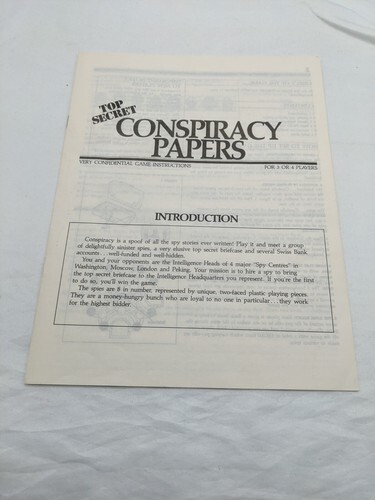 TOP
SECRET
CONSPIRACY
PAPERS
VERY CONFIDENTIAL GAME INSTRUCTIONS
FOR 3 OR 4 PLAYERS
INTRODUCTION
Conspiracy is a spoof of all the spy stories ever written! Play it and meet a group
of delightfully sinister spies, a very elusive top secret briefcase and several Swiss Bank
accounts . . . well-funded and well-hidden.
You and your opponents are the Intelligence Heads of 4 major "Spy Centres" in
Washington, Moscow, London and Peking. Your mission is to hire a spy to bring
the top secret briefcase to the Intelligence Headquarters you represent. If you're the first
to do so, you'll win the game.
The spies are 8 in number, represented by unique, two-faced plastic playing pieces.
They are a money-hungry bunch who are loyal to no one in particular . . . they work
for the highest bidder.